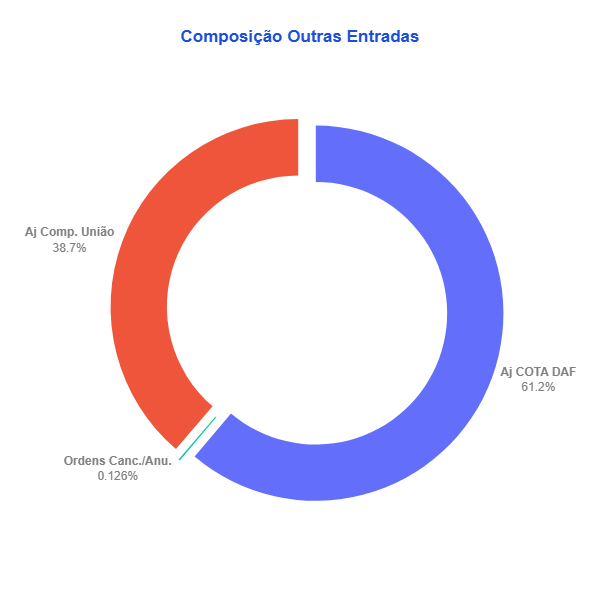 Composição Outras Entradas
Aj Comp. União
38.7%
Aj COTA DAF
61.2%
Ordens Canc./Anu.
0.126%